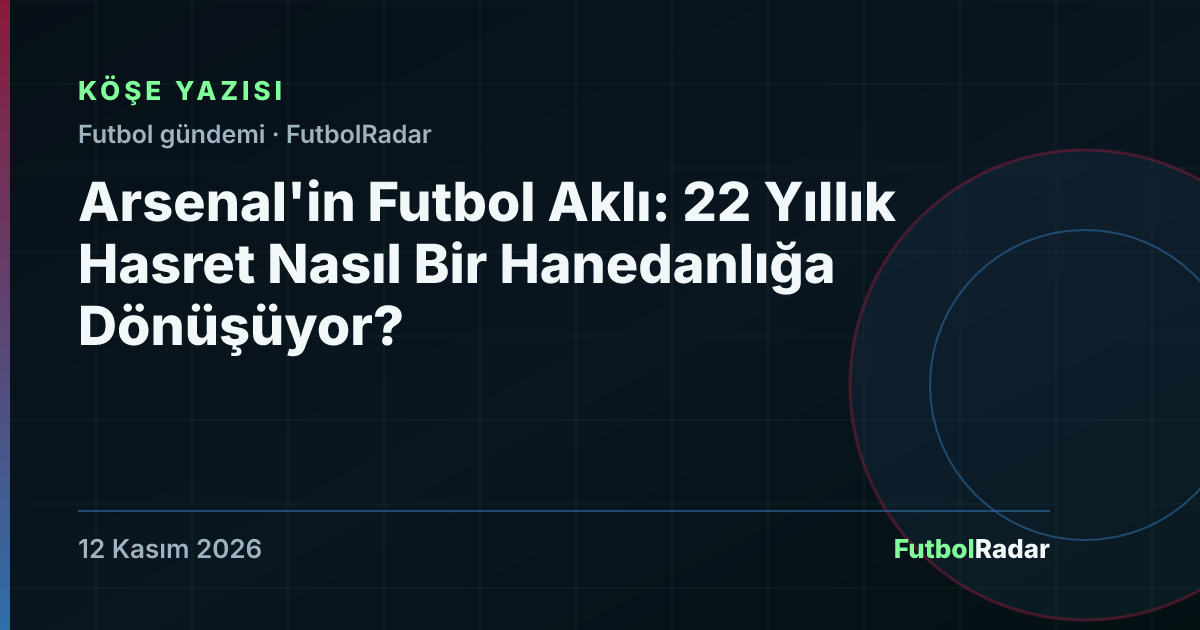 KÖŞE YAZISI
Futbol gündemi · FutbolRadar
Arsenal'in Futbol Aklı: 22 Yıllık
Hasret Nasıl Bir Hanedanlığa
Dönüşüyor?
12 Kasım 2026
FutbolRadar